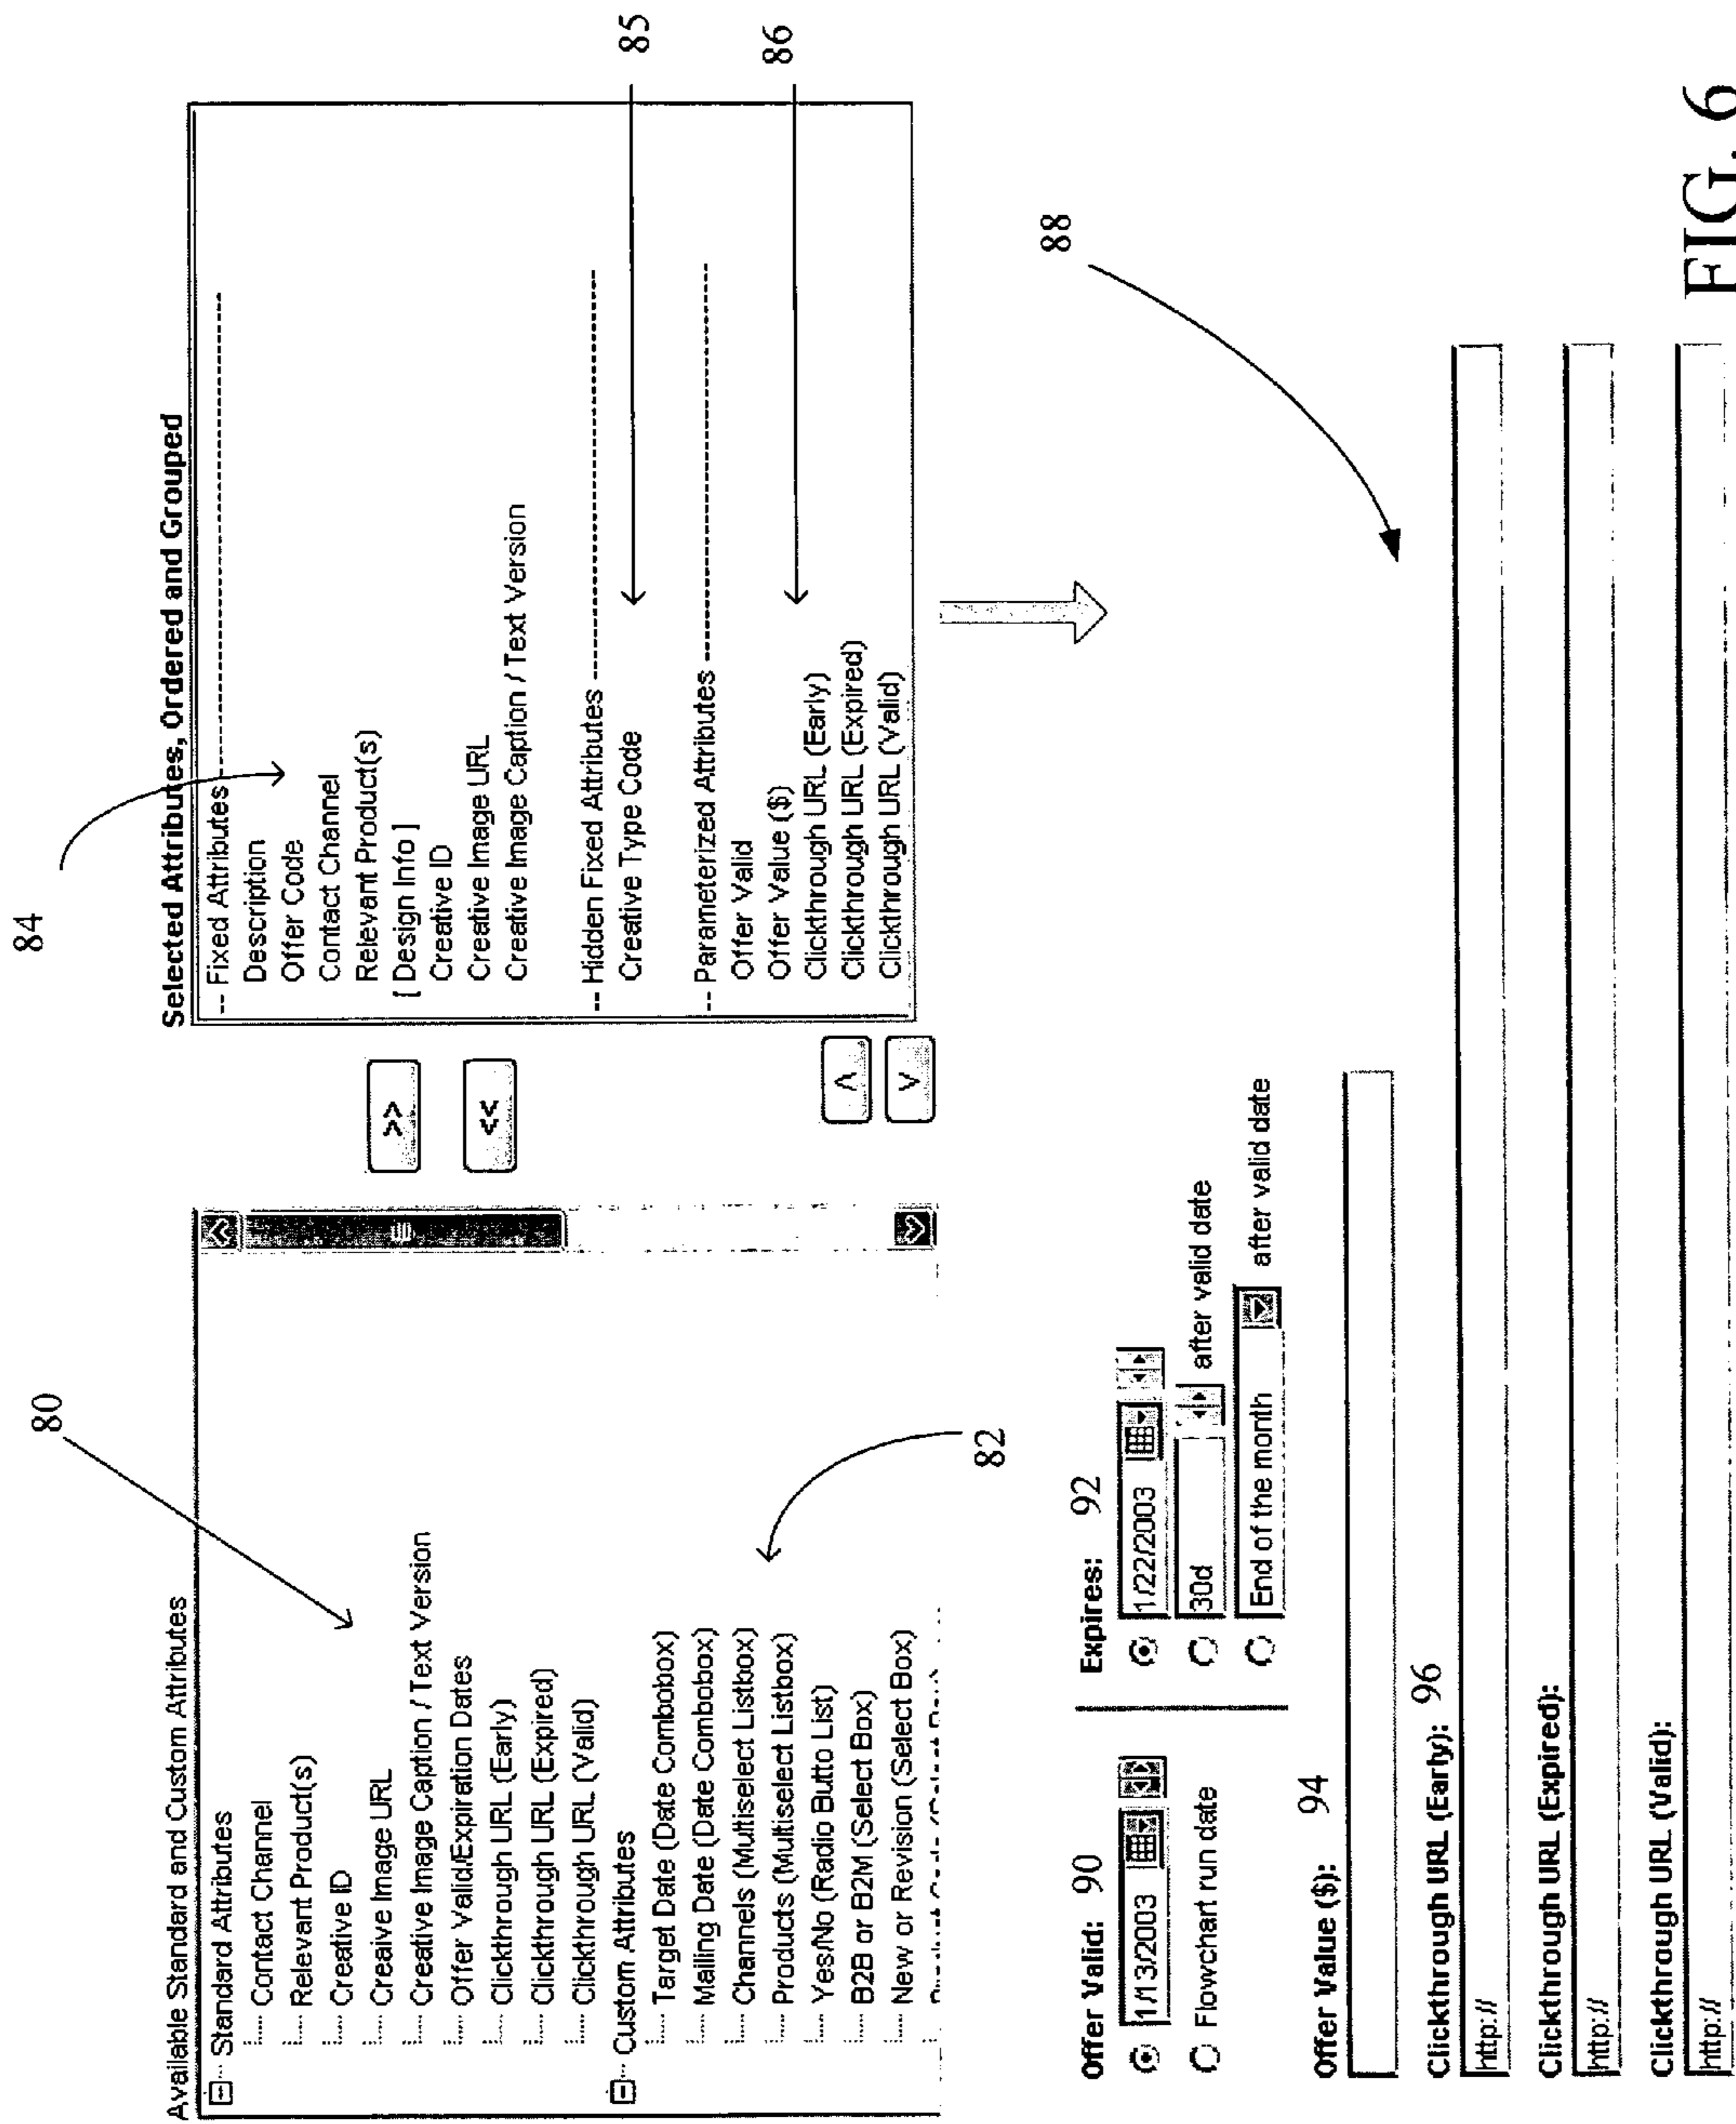 80
84
Available Standard and Custom Attributes
Standard Attributes
Contact Channel
Relevant Product(s)
Creative ID
Creaive Image URL
Creative Image Caption / Text Version
Offer Valid/Expiration Dates
Clickthrough URL (Early)
Clickthrough URL (Expired)
Clickthrough URL (Valid)
Custom Attributes
Target Date (Date Combobox)
Mailing Date (Date Combobox)
Channels (Multiselect Listbox)
Products (Multiselect Listbox)
Yes/No (Radio Butto List)
B2B or B2M (Select Box)
New or Revision (Select Box)
82
>>
<<
<
>
Selected Attributes, Ordered and Grouped
-- Fixed Attributes --------------------
Description
Offer Code
Contact Channel
Relevant Product(s)
[ Design Info ]
Creative ID
Creative Image URL
Creative Image Caption / Text Version
-- Hidden Fixed Attributes --------------------
Creative Type Code
-- Parameterized Attributes --------------------
Offer Valid
Offer Value ($)
Clickthrough URL (Early)
Clickthrough URL (Expired)
Clickthrough URL (Valid)
85
86
88
Offer Valid: 90
1/13/2003
Flowchart run date
Expires: 92
1/22/2003
30d after valid date
End of the month after valid date
Offer Value ($): 94
Clickthrough URL (Early): 96
http://
Clickthrough URL (Expired):
http://
Clickthrough URL (Valid):
http://
FIG. 6